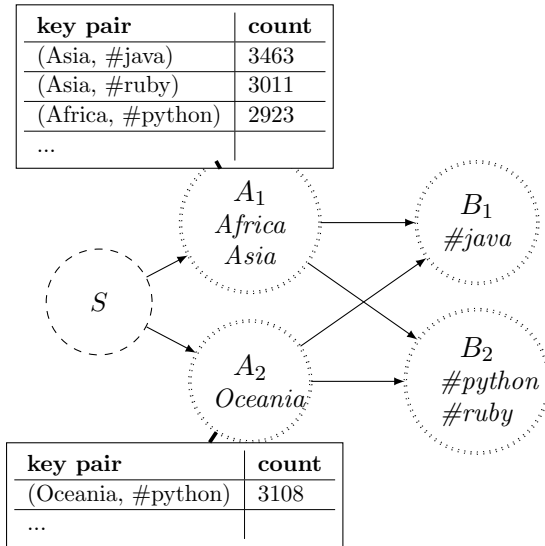 key pair count
(Asia, #java) 3463
(Asia, #ruby) 3011
(Africa, #python) 2923
...
A1
Africa
Asia
B1
#java
S
A2
Oceania
B2
#python
#ruby
key pair count
(Oceania, #python) 3108
...